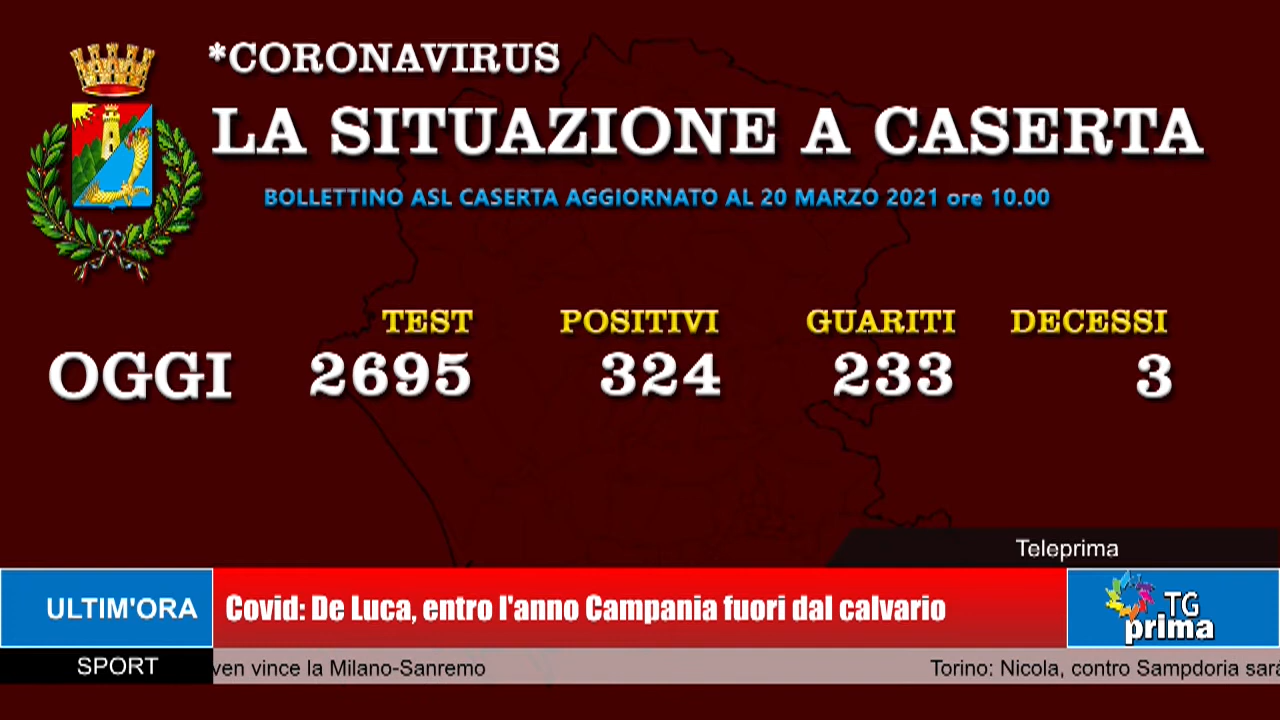 *CORONAVIRUS
LA SITUAZIONE A CASERTA
BOLLETTINO ASL CASERTA AGGIORNATO AL 20 MARZO 2021 ore 10.00
TEST POSITIVI GUARITI DECESSI
OGGI 2695 324 233 3
Teleprima
ULTIM'ORA Covid: De Luca, entro l'anno Campania fuori dal calvario TG prima
SPORT ven vince la Milano-Sanremo Torino: Nicola, contro Sampdoria sarà